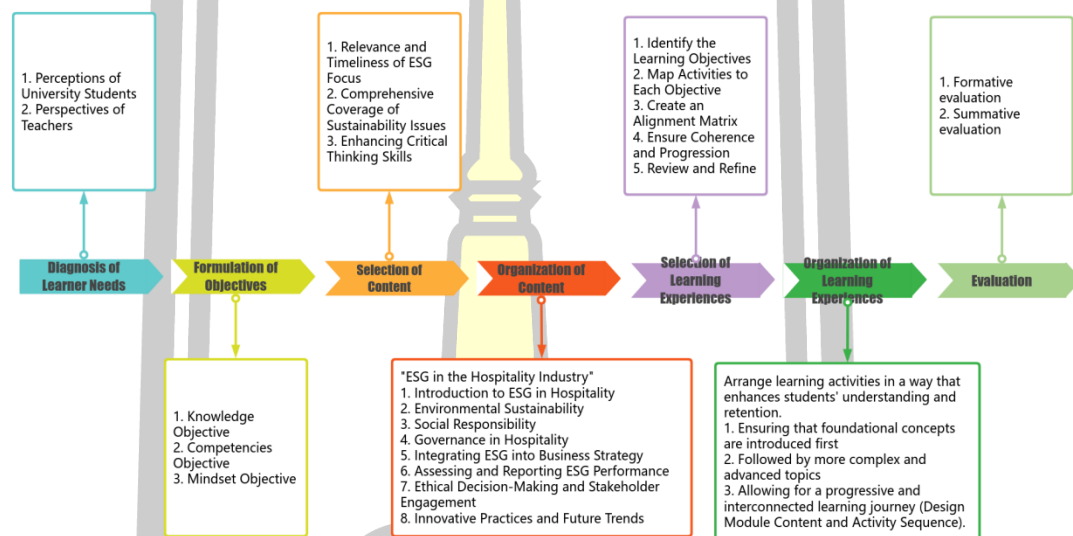 1. Perceptions of
University Students
2. Perspectives of
Teachers
1. Relevance and
Timeliness of ESG
Focus
2. Comprehensive
Coverage of
Sustainability Issues
3. Enhancing Critical
Thinking Skills
1. Identify the
Learning Objectives
2. Map Activities to
Each Objective
3. Create an
Alignment Matrix
4. Ensure Coherence
and Progression
5. Review and Refine
1. Formative
evaluation
2. Summative
evaluation
Diagnosis of
Learner Needs
Formulation of
Objectives
Selection of
Content
Organization of
Content
Selection of
Learning
Experiences
Organization of
Learning
Experiences
Evaluation
1. Knowledge
Objective
2. Competencies
Objective
3. Mindset Objective
"ESG in the Hospitality Industry"
1. Introduction to ESG in Hospitality
2. Environmental Sustainability
3. Social Responsibility
4. Governance in Hospitality
5. Integrating ESG into Business Strategy
6. Assessing and Reporting ESG Performance
7. Ethical Decision-Making and Stakeholder
Engagement
8. Innovative Practices and Future Trends
Arrange learning activities in a way that
enhances students' understanding and
retention.
1. Ensuring that foundational concepts
are introduced first
2. Followed by more complex and
advanced topics
3. Allowing for a progressive and
interconnected learning journey (Design
Module Content and Activity Sequence).